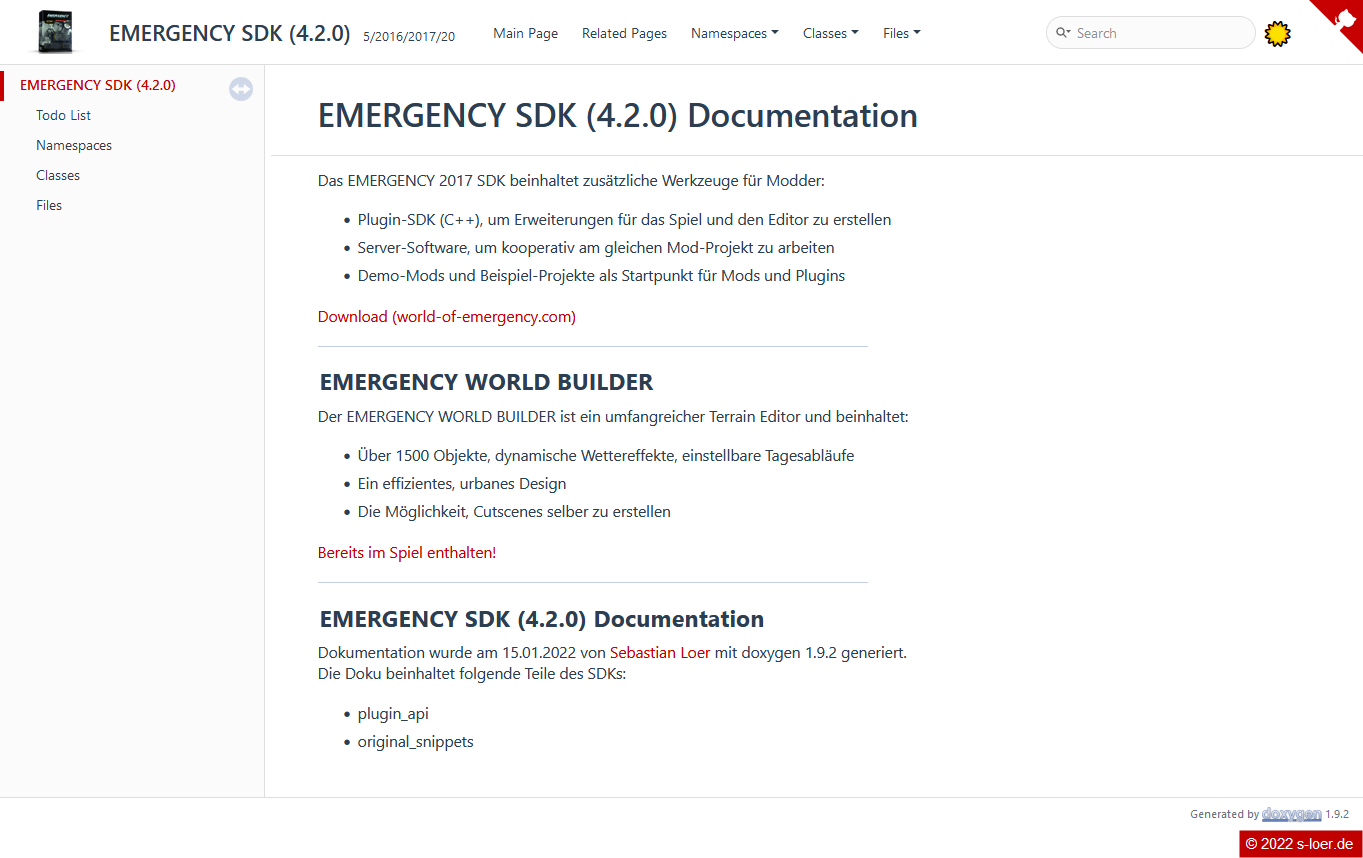 EMERGENCY SDK (4.2.0) 5/2016/2017/20 Main Page Related Pages Namespaces Classes Files Search
EMERGENCY SDK (4.2.0)
Todo List
Namespaces
Classes
Files
EMERGENCY SDK (4.2.0) Documentation
Das EMERGENCY 2017 SDK beinhaltet zusätzliche Werkzeuge für Modder:
• Plugin-SDK (C++), um Erweiterungen für das Spiel und den Editor zu erstellen
• Server-Software, um kooperativ am gleichen Mod-Projekt zu arbeiten
• Demo-Mods und Beispiel-Projekte als Startpunkt für Mods und Plugins
Download (world-of-emergency.com)
EMERGENCY WORLD BUILDER
Der EMERGENCY WORLD BUILDER ist ein umfangreicher Terrain Editor und beinhaltet:
• Über 1500 Objekte, dynamische Wettereffekte, einstellbare Tagesabläufe
• Ein effizientes, urbanes Design
• Die Möglichkeit, Cutscenes selber zu erstellen
Bereits im Spiel enthalten!
EMERGENCY SDK (4.2.0) Documentation
Dokumentation wurde am 15.01.2022 von Sebastian Loer mit doxygen 1.9.2 generiert.
Die Doku beinhaltet folgende Teile des SDKs:
• plugin_api
• original_snippets
Generated by doxygen 1.9.2
© 2022 s-loer.de